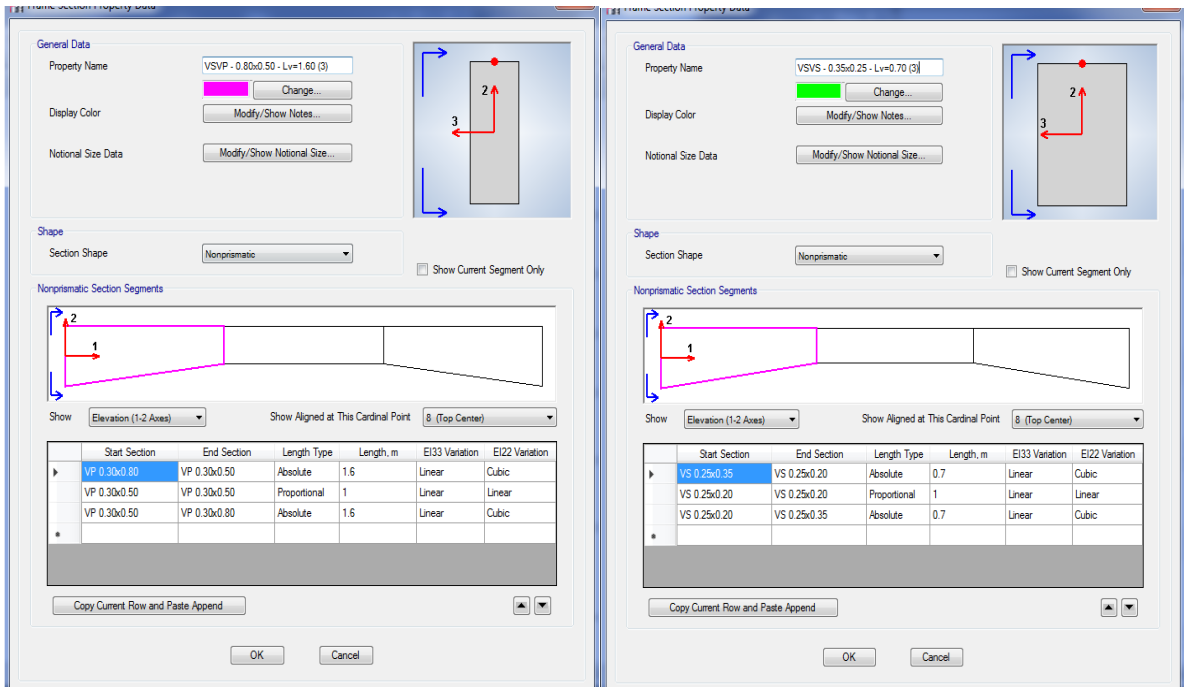 Frame Section Property Data
General Data
Property Name VSVP - 0.80x0.50 - Lv=1.60 (3)
Change...
Display Color Modify/Show Notes...
Notional Size Data Modify/Show Notional Size...
2
3
Shape
Section Shape Nonprismatic
Show Current Segment Only
Nonprismatic Section Segments
2
1
Show Elevation (1-2 Axes) Show Aligned at This Cardinal Point 8 (Top Center)
Start Section End Section Length Type Length, m EI33 Variation EI22 Variation
VP 0.30x0.80 VP 0.30x0.50 Absolute 1.6 Linear Cubic
VP 0.30x0.50 VP 0.30x0.50 Proportional 1 Linear Linear
VP 0.30x0.50 VP 0.30x0.80 Absolute 1.6 Linear Cubic
Copy Current Row and Paste Append
OK Cancel
Frame Section Property Data
General Data
Property Name VSVS - 0.35x0.25 - Lv=0.70 (3)
Change...
Display Color Modify/Show Notes...
Notional Size Data Modify/Show Notional Size...
2
3
Shape
Section Shape Nonprismatic
Show Current Segment Only
Nonprismatic Section Segments
2
1
Show Elevation (1-2 Axes) Show Aligned at This Cardinal Point 8 (Top Center)
Start Section End Section Length Type Length, m EI33 Variation EI22 Variation
VS 0.25x0.35 VS 0.25x0.20 Absolute 0.7 Linear Cubic
VS 0.25x0.20 VS 0.25x0.20 Proportional 1 Linear Linear
VS 0.25x0.20 VS 0.25x0.35 Absolute 0.7 Linear Cubic
Copy Current Row and Paste Append
OK Cancel